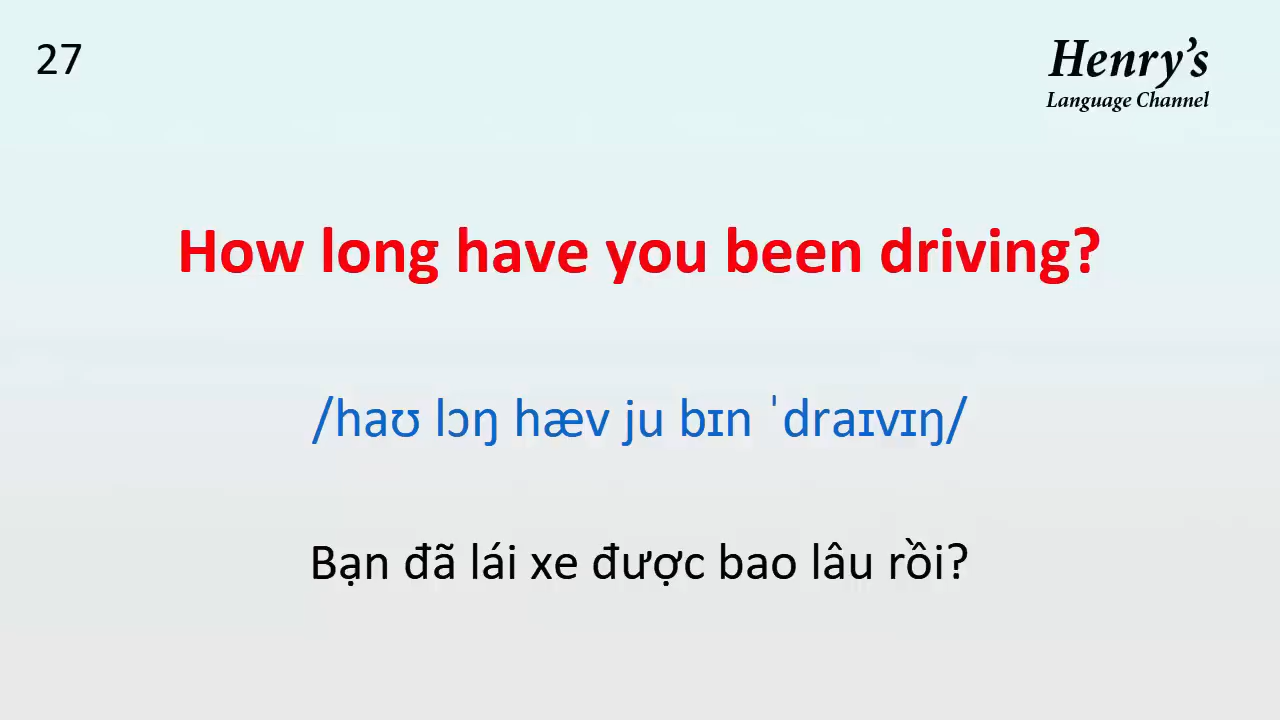 27
Henry’s
Language Channel
How long have you been driving?
/haʊ lɔŋ hæv ju bɪn ˈdraɪvɪŋ/
Bạn đã lái xe được bao lâu rồi?